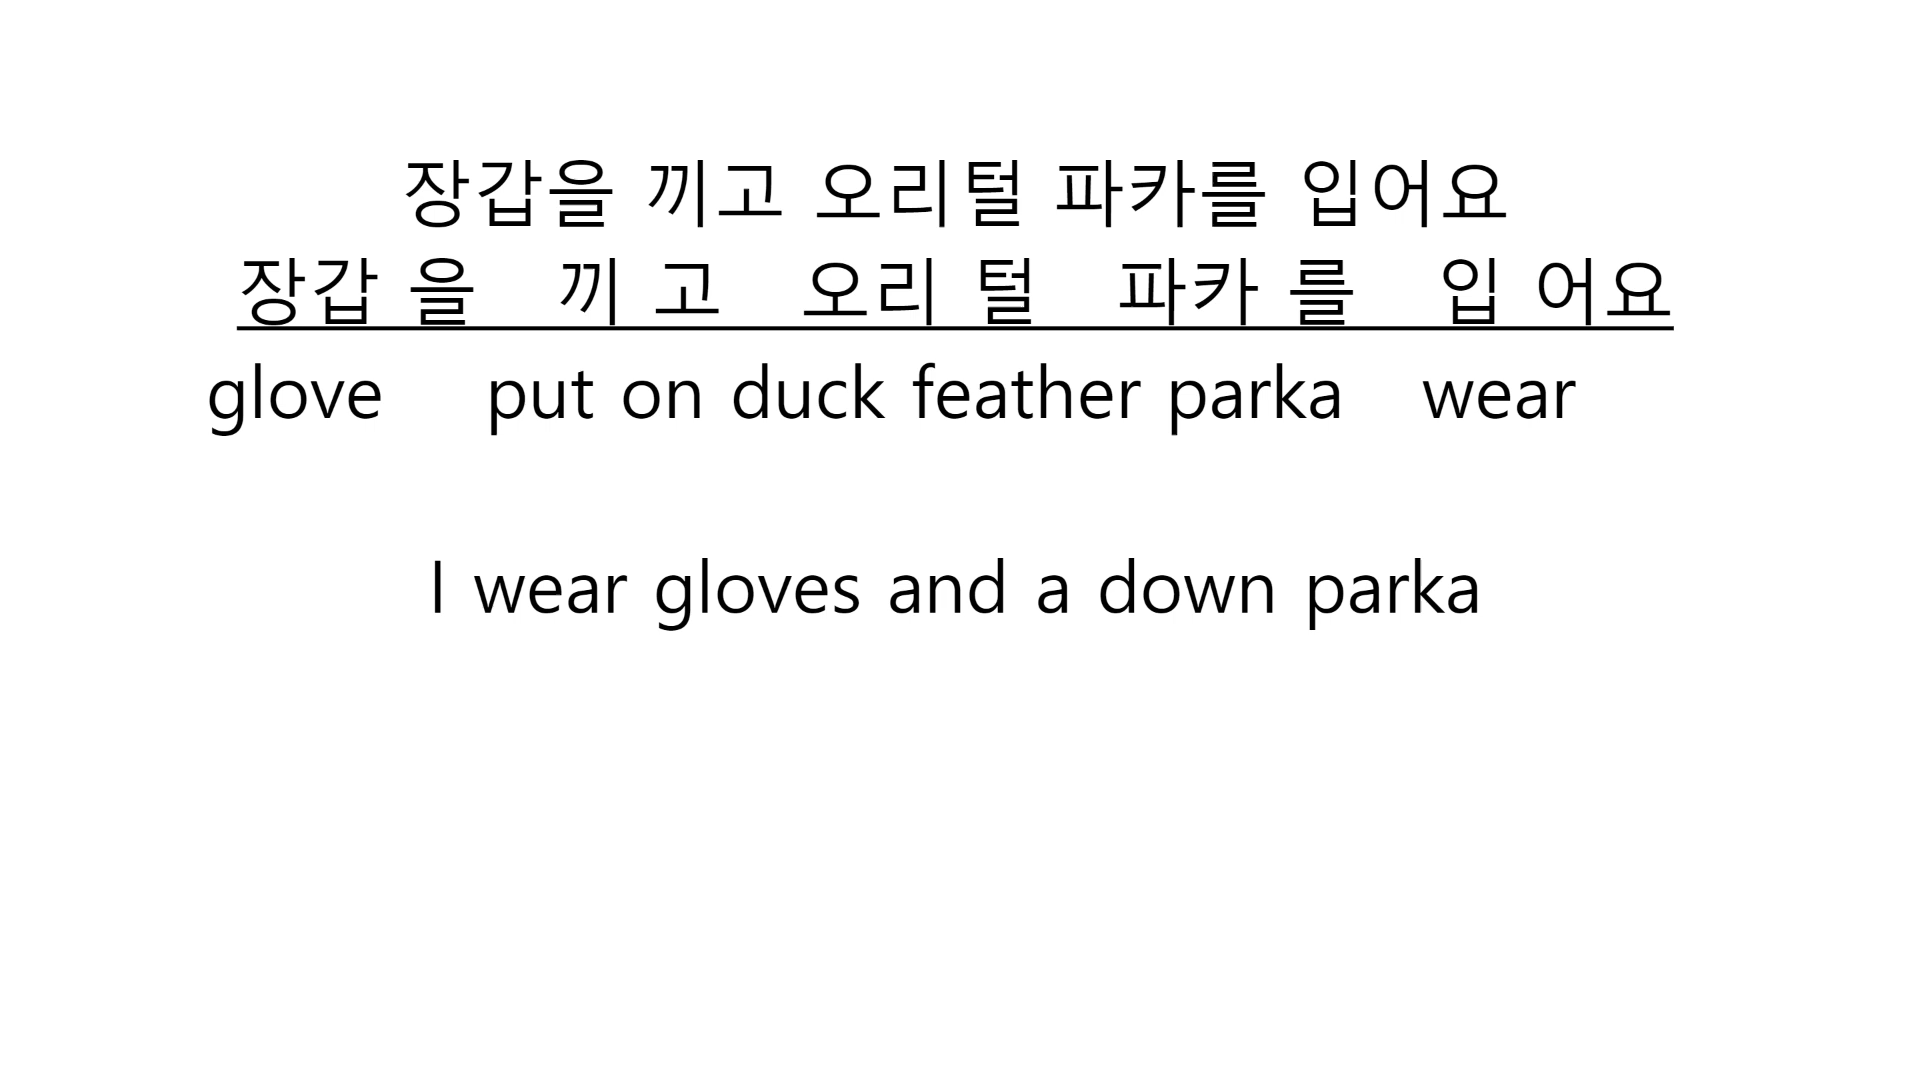 장갑을 끼고 오리털 파카를 입어요
장갑 을 끼 고 오리 털 파카 를 입 어요
glove put on duck feather parka wear
I wear gloves and a down parka